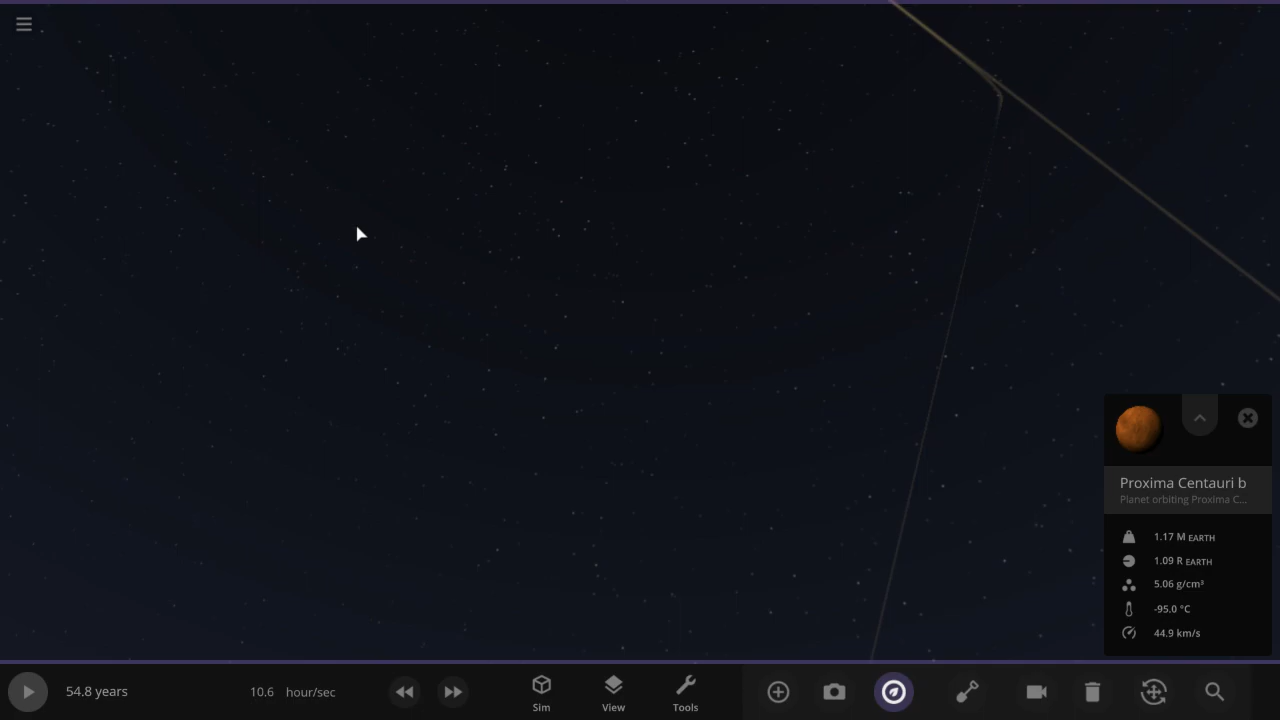 Proxima Centauri b
Planet orbiting Proxima C...
1.17 M EARTH
1.09 R EARTH
5.06 g/cm³
-95.0 °C
44.9 km/s
54.8 years
10.6 hour/sec
Sim
View
Tools